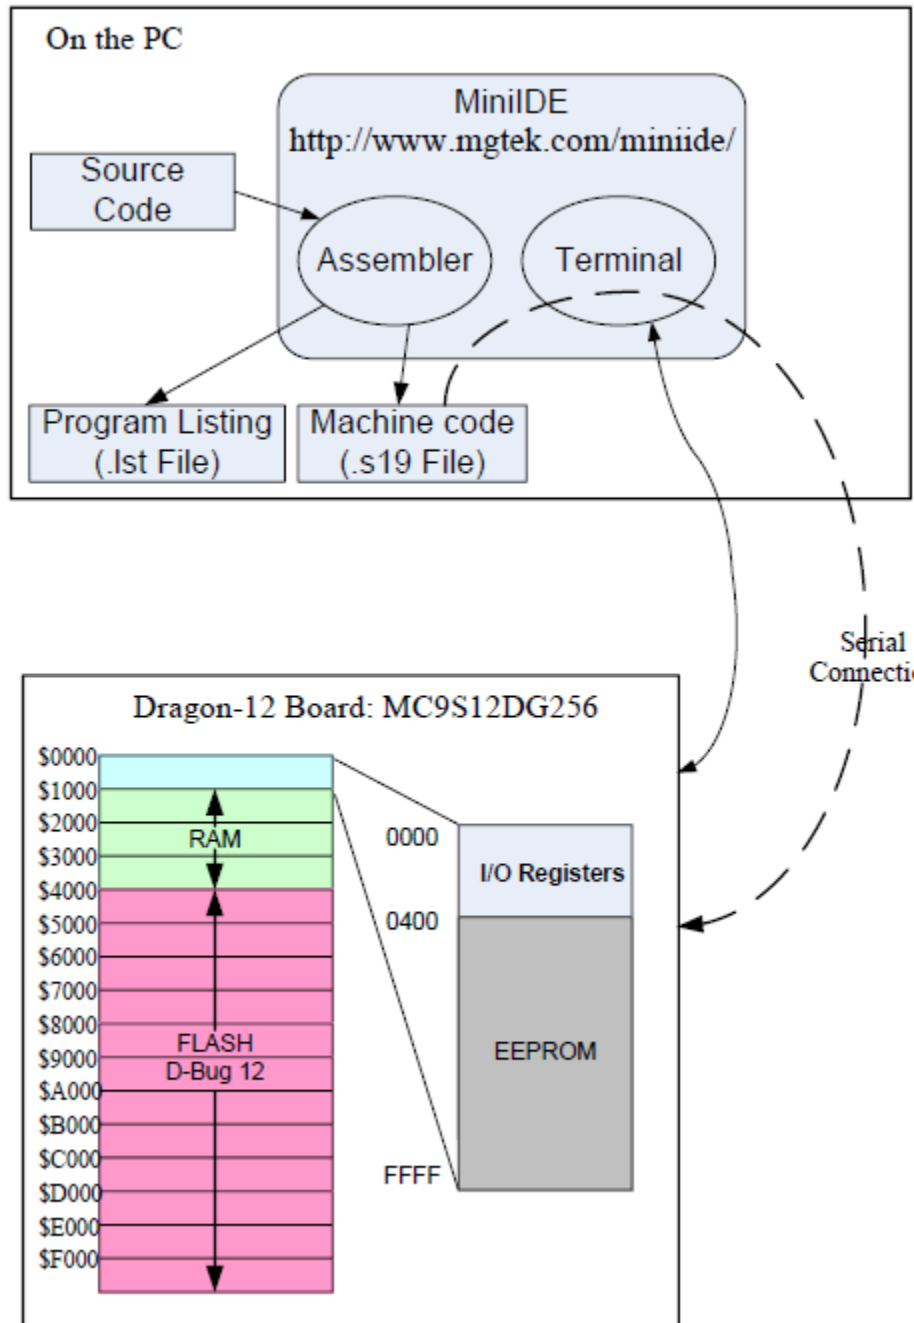 On the PC
MiniIDE
http://www.mgtek.com/miniide/
Source
Code
Assembler
Terminal
Program Listing
(.lst File)
Machine code
(.s19 File)
Serial
Connectio
Dragon-12 Board: MC9S12DG256
$0000
$1000
$2000
RAM
$3000
$4000
$5000
$6000
$7000
$8000
FLASH
$9000
D-Bug 12
$A000
$B000
$C000
$D000
$E000
$F000
0000
I/O Registers
0400
EEPROM
FFFF